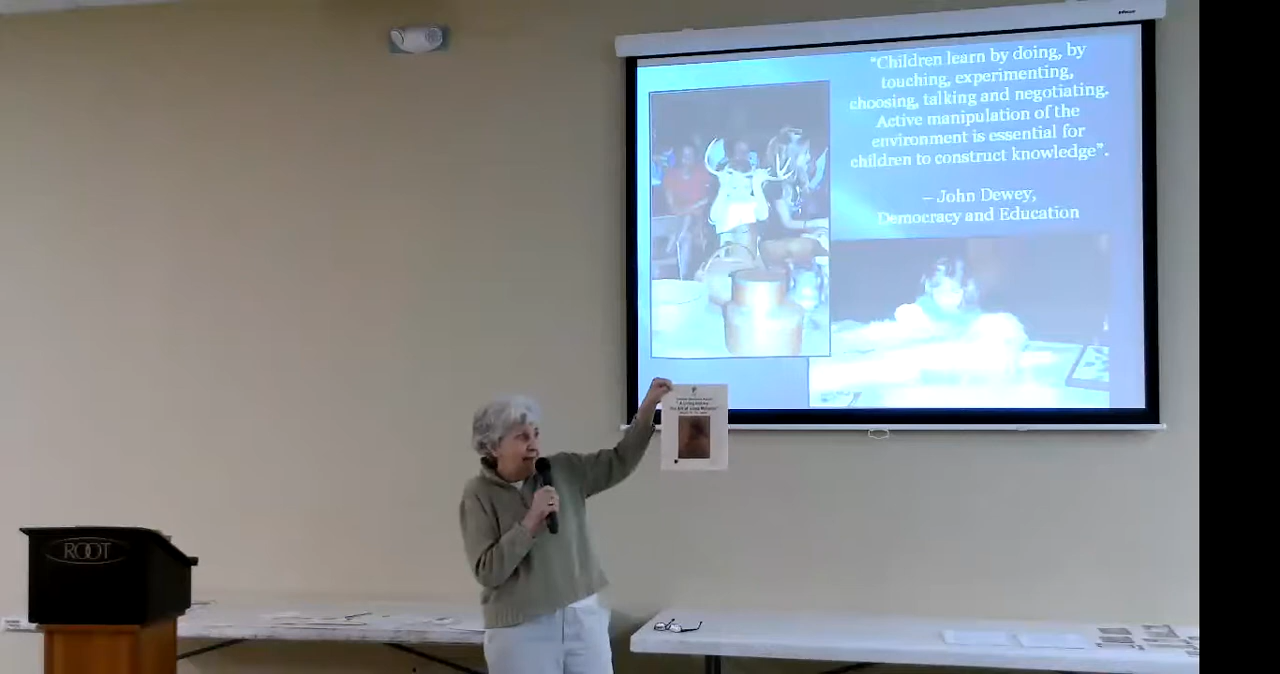 "Children learn by doing, by
touching, experimenting,
choosing, talking and negotiating.
Active manipulation of the
environment is essential for
children to construct knowledge".
– John Dewey,
Democracy and Education
ROOT